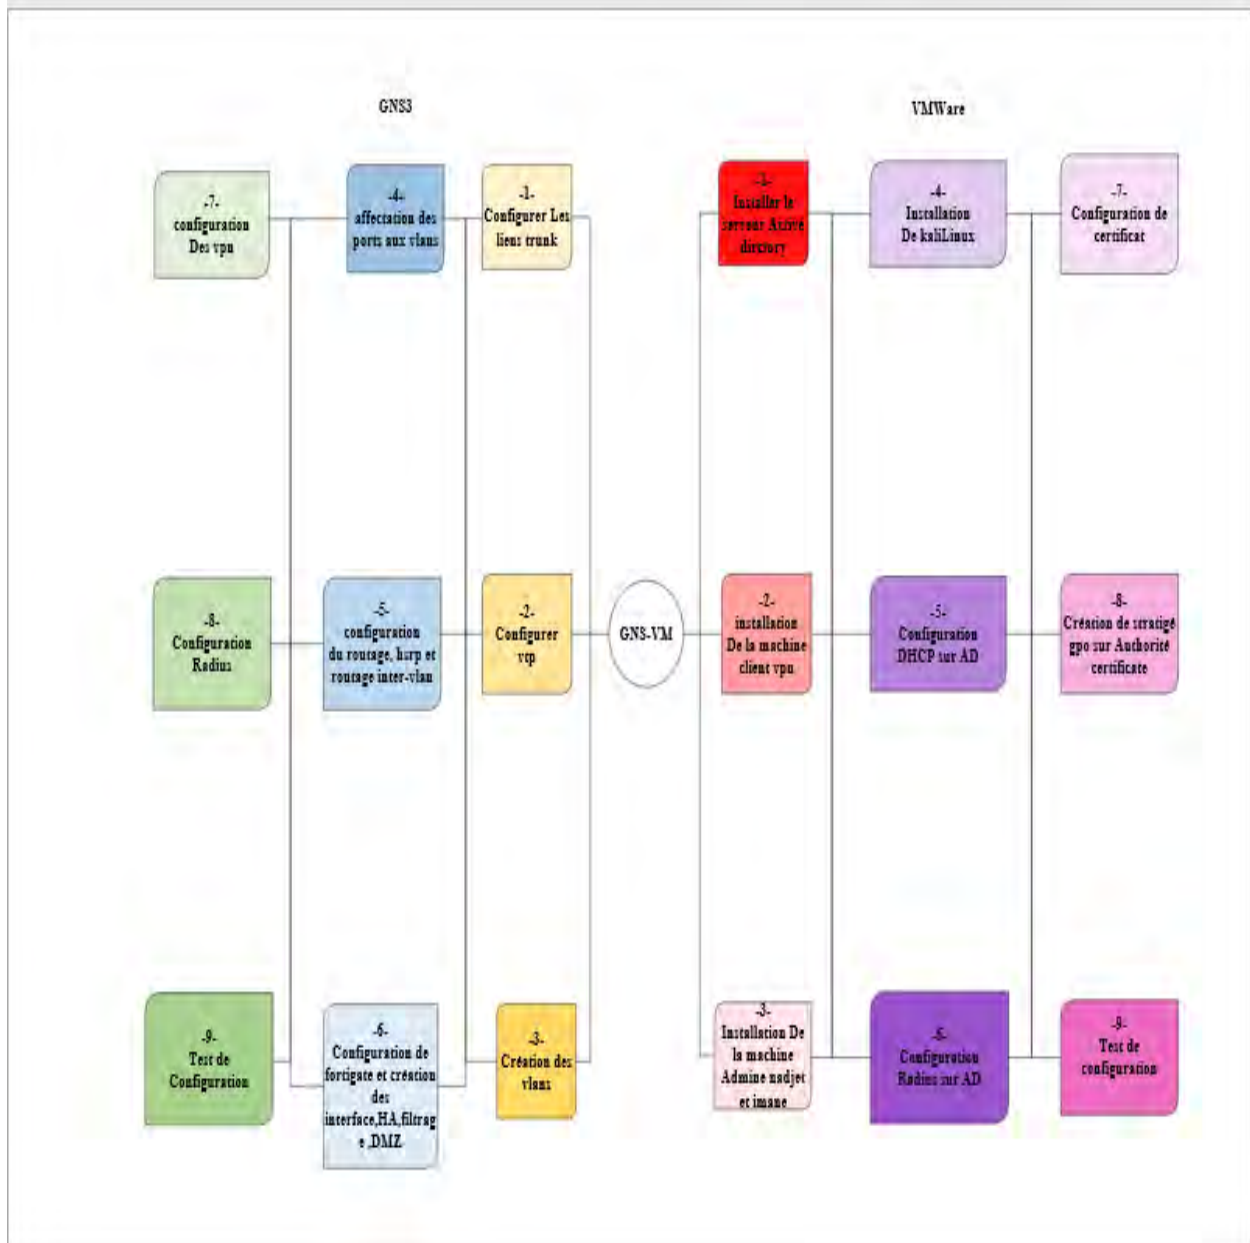 GNS3
VMWare
-7-
configuration
Des vpn
-4-
affectation des
ports aux vlans
-1-
Configurer Les
liens trunk
-1-
Installer le
serveur Active
dirctory
-4-
Installation
De kaliLinux
-7-
Configuration de
certificat
-8-
Configuration
Radius
-5-
configuration
du routage, hsrp et
routage inter-vlan
-2-
Configurer
vtp
GNS-VM
-2-
installation
De la machine
client vpn
-5-
Configuration
DHCP sur AD
-8-
Création de stratigé
gpo sur Authorité
certificate
-9-
Test de
Configuration
-6-
Configuration de
fortigate et création
des
interface,HA,filtrag
e ,DMZ
-3-
Création des
vlans
-3-
Installation De
la machine
Admine nadjet
et imane
-6-
Configuration
Radius sur AD
-9-
Test de
configuration